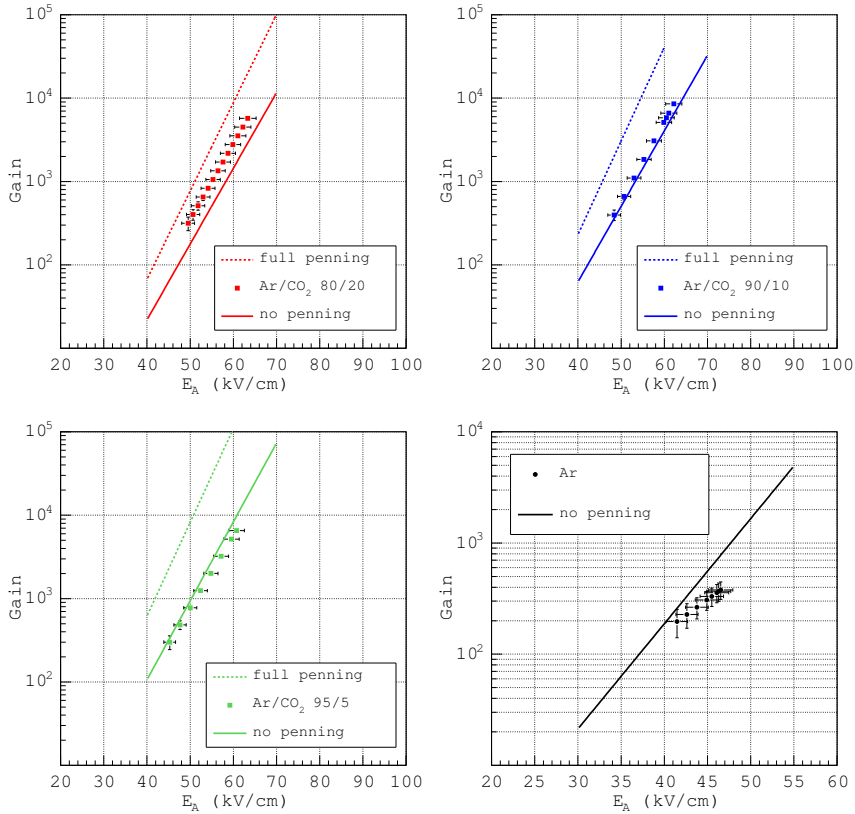 10^5
10^4
10^3
10^2
Gain
full penning
Ar/CO₂ 80/20
no penning
20 30 40 50 60 70 80 90 100
E_A (kV/cm)
10^5
10^4
10^3
10^2
Gain
full penning
Ar/CO₂ 90/10
no penning
20 30 40 50 60 70 80 90 100
E_A (kV/cm)
10^5
10^4
10^3
10^2
Gain
full penning
Ar/CO₂ 95/5
no penning
20 30 40 50 60 70 80 90 100
E_A (kV/cm)
10^4
10^3
10^2
Gain
Ar
no penning
20 25 30 35 40 45 50 55 60
E_A (kV/cm)